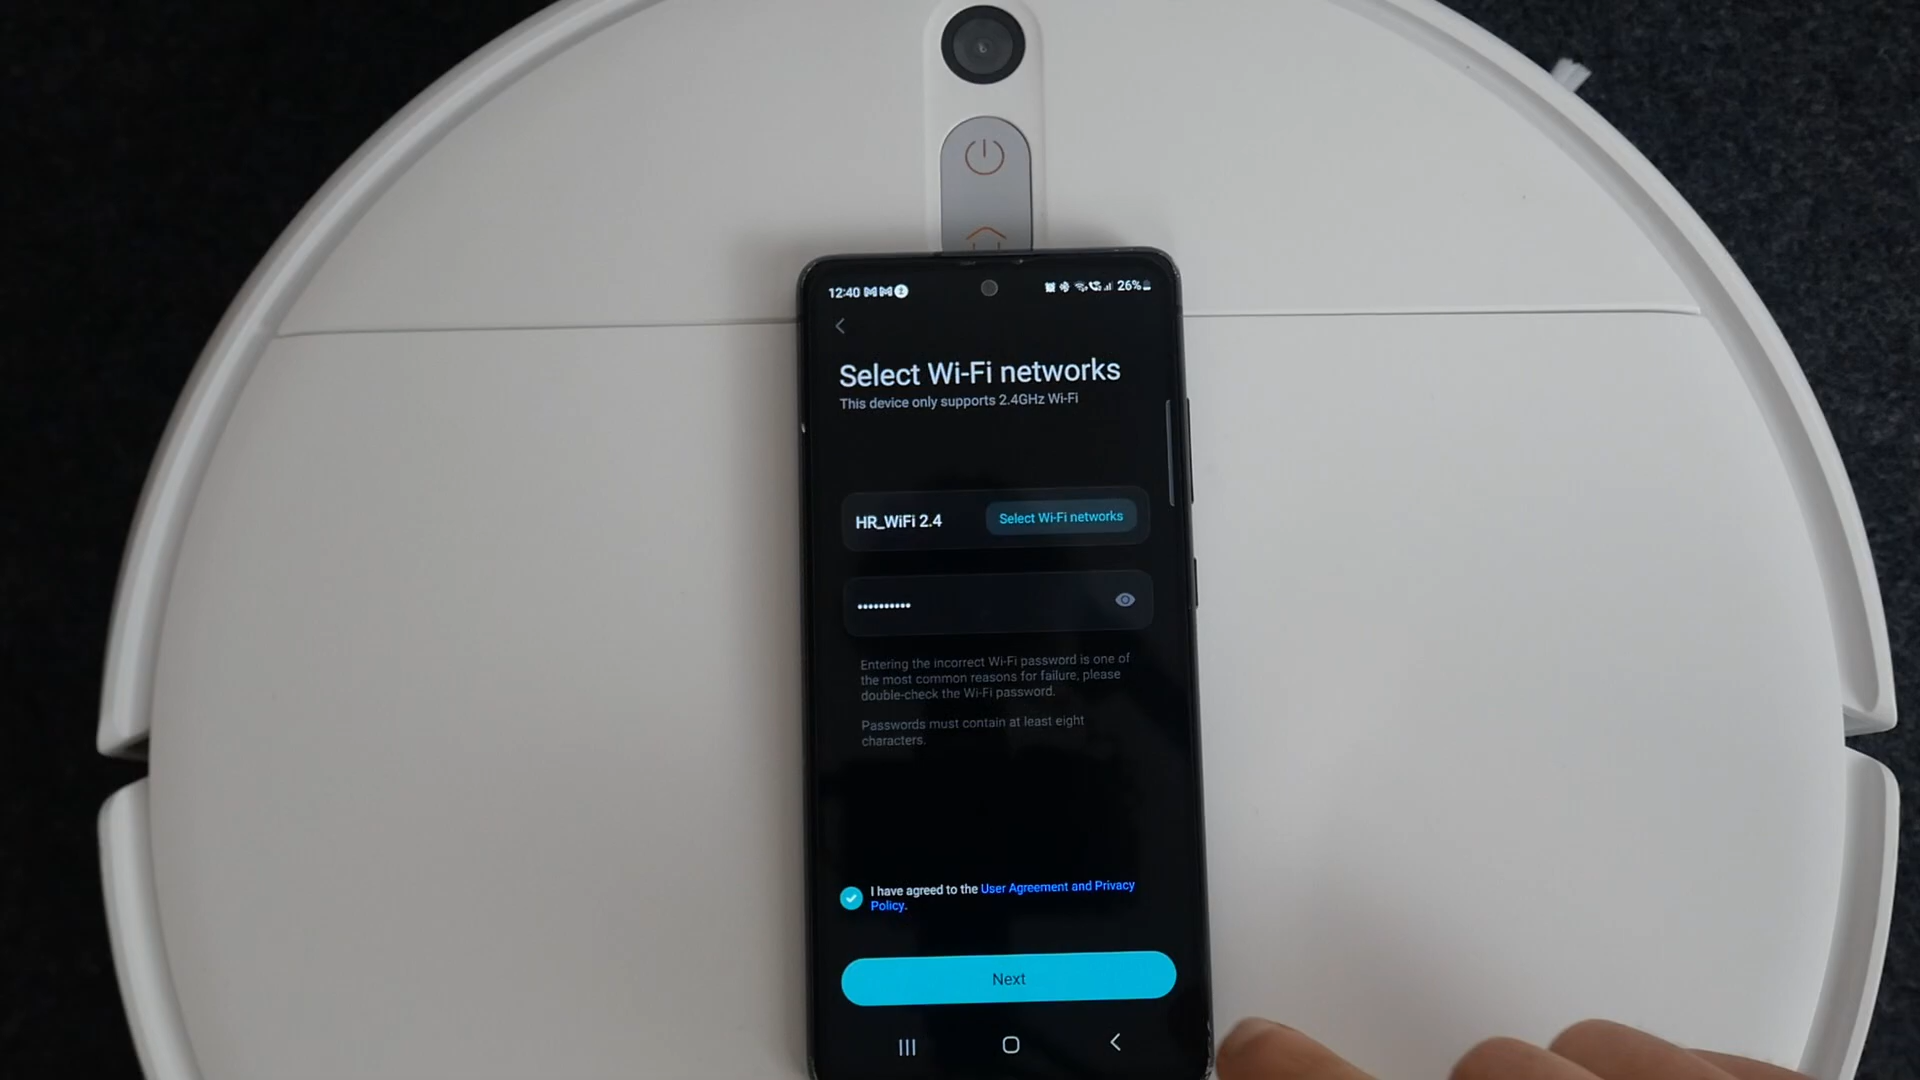 12:40 26%
Select Wi-Fi networks
This device only supports 2.4GHz Wi-Fi
HR_WiFi 2.4 Select Wi-Fi networks
••••••••••
Entering the incorrect Wi-Fi password is one of
the most common reasons for failure, please
double-check the Wi-Fi password.
Passwords must contain at least eight
characters.
I have agreed to the User Agreement and Privacy
Policy.
Next